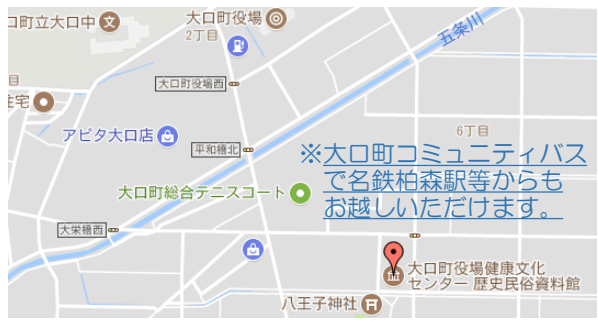 口町立大口中
大口町役場
2丁目
五条川
大口町役場西
目
住宅
アピタ大口店
平和橋北
6丁目
※大口町コミュニティバス
で名鉄柏森駅等からも
お越しいただけます。
大口町総合テニスコート
大栄橋西
大口町役場健康文化
センター 歴史民俗資料館
八王子神社